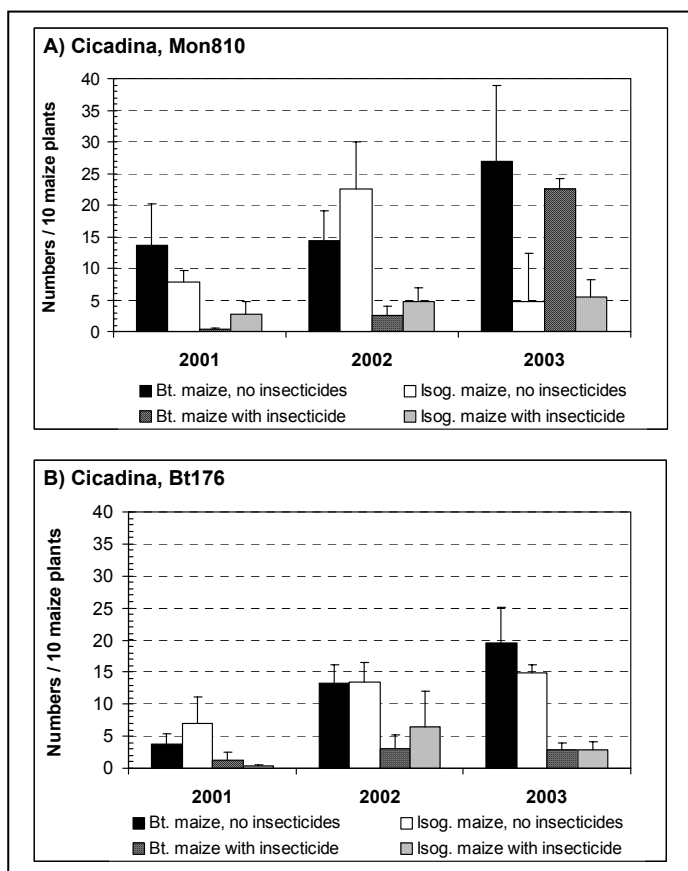 A) Cicadina, Mon810
Numbers / 10 maize plants
40
35
30
25
20
15
10
5
0
2001 2002 2003
Bt. maize, no insecticides Isog. maize, no insecticides
Bt. maize with insecticide Isog. maize with insecticide
B) Cicadina, Bt176
Numbers / 10 maize plants
40
35
30
25
20
15
10
5
0
2001 2002 2003
Bt. maize, no insecticides Isog. maize, no insecticides
Bt. maize with insecticide Isog. maize with insecticide